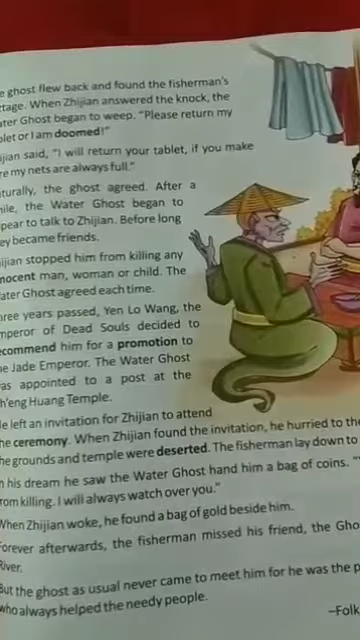 e ghost flew back and found the fisherman's
tage. When Zhijian answered the knock, the
ter Ghost began to weep. "Please return my
blet or I am doomed!"
ijian said, "I will return your tablet, if you make
re my nets are always full."
turally, the ghost agreed. After a
ile, the Water Ghost began to
pear to talk to Zhijian. Before long
ey became friends.
ijian stopped him from killing any
nocent man, woman or child. The
ater Ghost agreed each time.
ree years passed, Yen Lo Wang, the
mperor of Dead Souls decided to
ecommend him for a promotion to
e Jade Emperor. The Water Ghost
as appointed to a post at the
h'eng Huang Temple.
e left an invitation for Zhijian to attend
he ceremony. When Zhijian found the invitation, he hurried to the
he grounds and temple were deserted. The fisherman lay down to
n his dream he saw the Water Ghost hand him a bag of coins. "
rom killing. I will always watch over you."
When Zhijian woke, he found a bag of gold beside him.
Forever afterwards, the fisherman missed his friend, the Gho
River.
But the ghost as usual never came to meet him for he was the p
who always helped the needy people.
–Folk